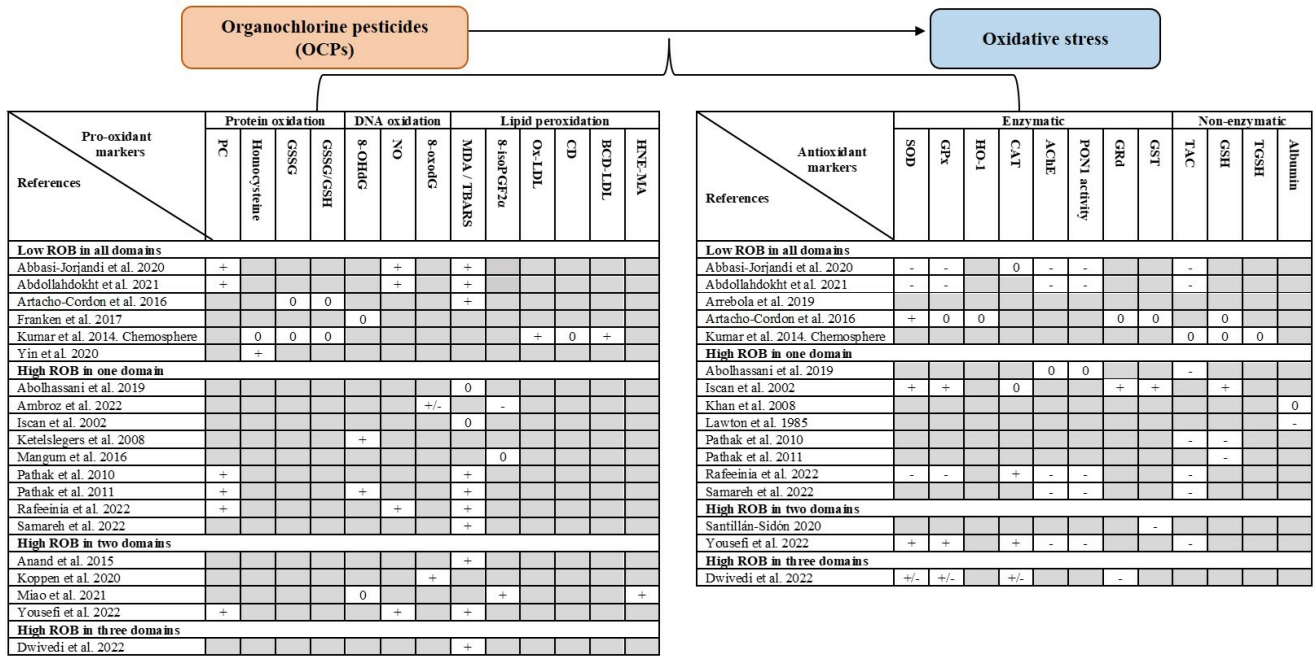 Organochlorine pesticides
(OCPs)
Oxidative stress
Pro-oxidant
markers
References
Protein oxidation
DNA oxidation
Lipid peroxidation
PC
Homocysteine
GSSG
GSSG/GSH
8-OHdG
NO
8-oxodG
MDA / TBARS
8-isoPGF2α
Ox-LDL
CD
BCD-LDL
HNE-MA
Low ROB in all domains
Abbasi-Jorjandi et al. 2020 + + +
Abdollahdokht et al. 2021 + + +
Artacho-Cordon et al. 2016 0 0 +
Franken et al. 2017 0
Kumar et al. 2014. Chemosphere 0 0 0 + 0 +
Yin et al. 2020 +
High ROB in one domain
Abolhassani et al. 2019 0
Ambroz et al. 2022 +/- -
Iscan et al. 2002 0
Ketelslegers et al. 2008 +
Mangum et al. 2016 0
Pathak et al. 2010 + +
Pathak et al. 2011 + + +
Rafeeinia et al. 2022 + + +
Samareh et al. 2022 +
High ROB in two domains
Anand et al. 2015 +
Koppen et al. 2020 +
Miao et al. 2021 0 + +
Yousefi et al. 2022 + + +
High ROB in three domains
Dwivedi et al. 2022 +
Antioxidant
markers
References
Enzymatic
Non-enzymatic
SOD
GPx
HO-1
CAT
AChE
PON1 activity
GRd
GST
TAC
GSH
TGSH
Albumin
Low ROB in all domains
Abbasi-Jorjandi et al. 2020 - - 0 - - -
Abdollahdokht et al. 2021 - - - - -
Arrebola et al. 2019
Artacho-Cordon et al. 2016 + 0 0 0 0 0
Kumar et al. 2014. Chemosphere 0 0 0
High ROB in one domain
Abolhassani et al. 2019 0 0 -
Iscan et al. 2002 + + 0 + + +
Khan et al. 2008 0
Lawton et al. 1985 -
Pathak et al. 2010 - -
Pathak et al. 2011 -
Rafeeinia et al. 2022 - - + - - -
Samareh et al. 2022 - - -
High ROB in two domains
Santillán-Sidón 2020 -
Yousefi et al. 2022 + + + - - -
High ROB in three domains
Dwivedi et al. 2022 +/- +/- +/- -